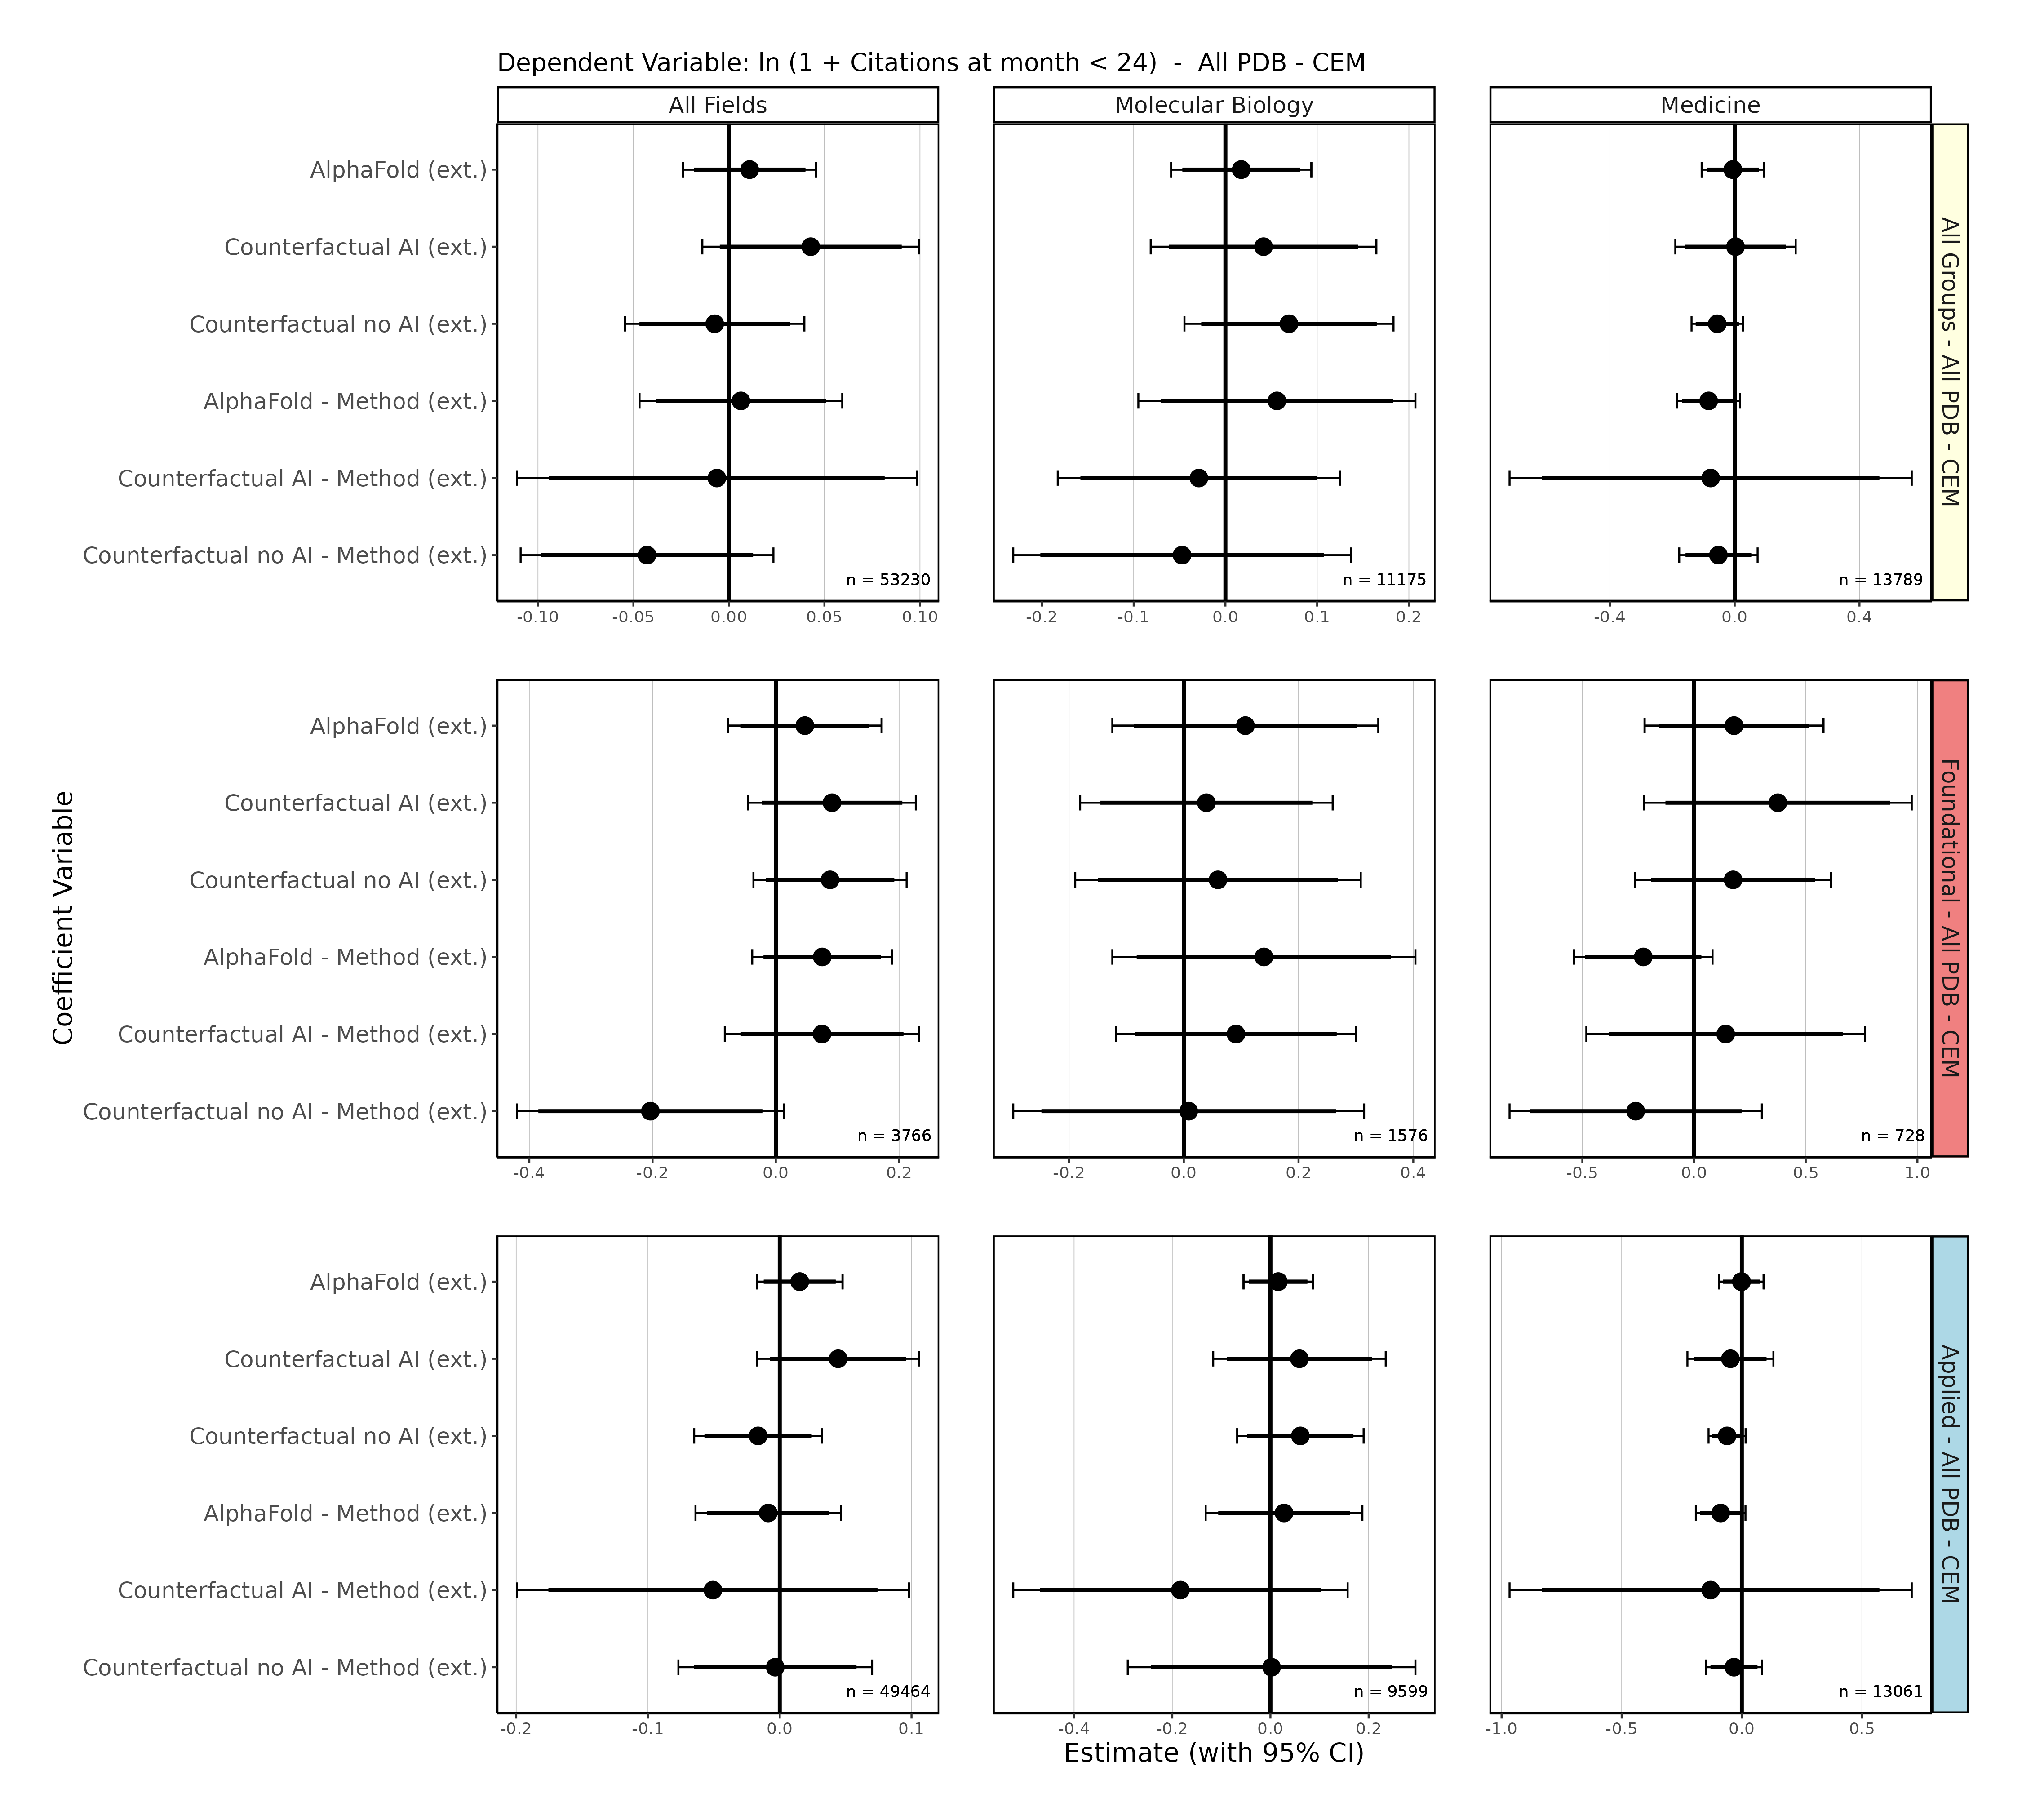 Dependent Variable: ln (1 + Citations at month < 24)  -  All PDB - CEM
All Fields
Molecular Biology
Medicine
AlphaFold (ext.)
Counterfactual AI (ext.)
Counterfactual no AI (ext.)
AlphaFold - Method (ext.)
Counterfactual AI - Method (ext.)
Counterfactual no AI - Method (ext.)
n = 53230
n = 11175
n = 13789
All Groups - All PDB - CEM
-0.10 -0.05 0.00 0.05 0.10
-0.2 -0.1 0.0 0.1 0.2
-0.4 0.0 0.4
Coefficient Variable
AlphaFold (ext.)
Counterfactual AI (ext.)
Counterfactual no AI (ext.)
AlphaFold - Method (ext.)
Counterfactual AI - Method (ext.)
Counterfactual no AI - Method (ext.)
n = 3766
n = 1576
n = 728
Foundational - All PDB - CEM
-0.4 -0.2 0.0 0.2
-0.2 0.0 0.2 0.4
-0.5 0.0 0.5 1.0
AlphaFold (ext.)
Counterfactual AI (ext.)
Counterfactual no AI (ext.)
AlphaFold - Method (ext.)
Counterfactual AI - Method (ext.)
Counterfactual no AI - Method (ext.)
n = 49464
n = 9599
n = 13061
Applied - All PDB - CEM
-0.2 -0.1 0.0 0.1
-0.4 -0.2 0.0 0.2
-1.0 -0.5 0.0 0.5
Estimate (with 95% CI)